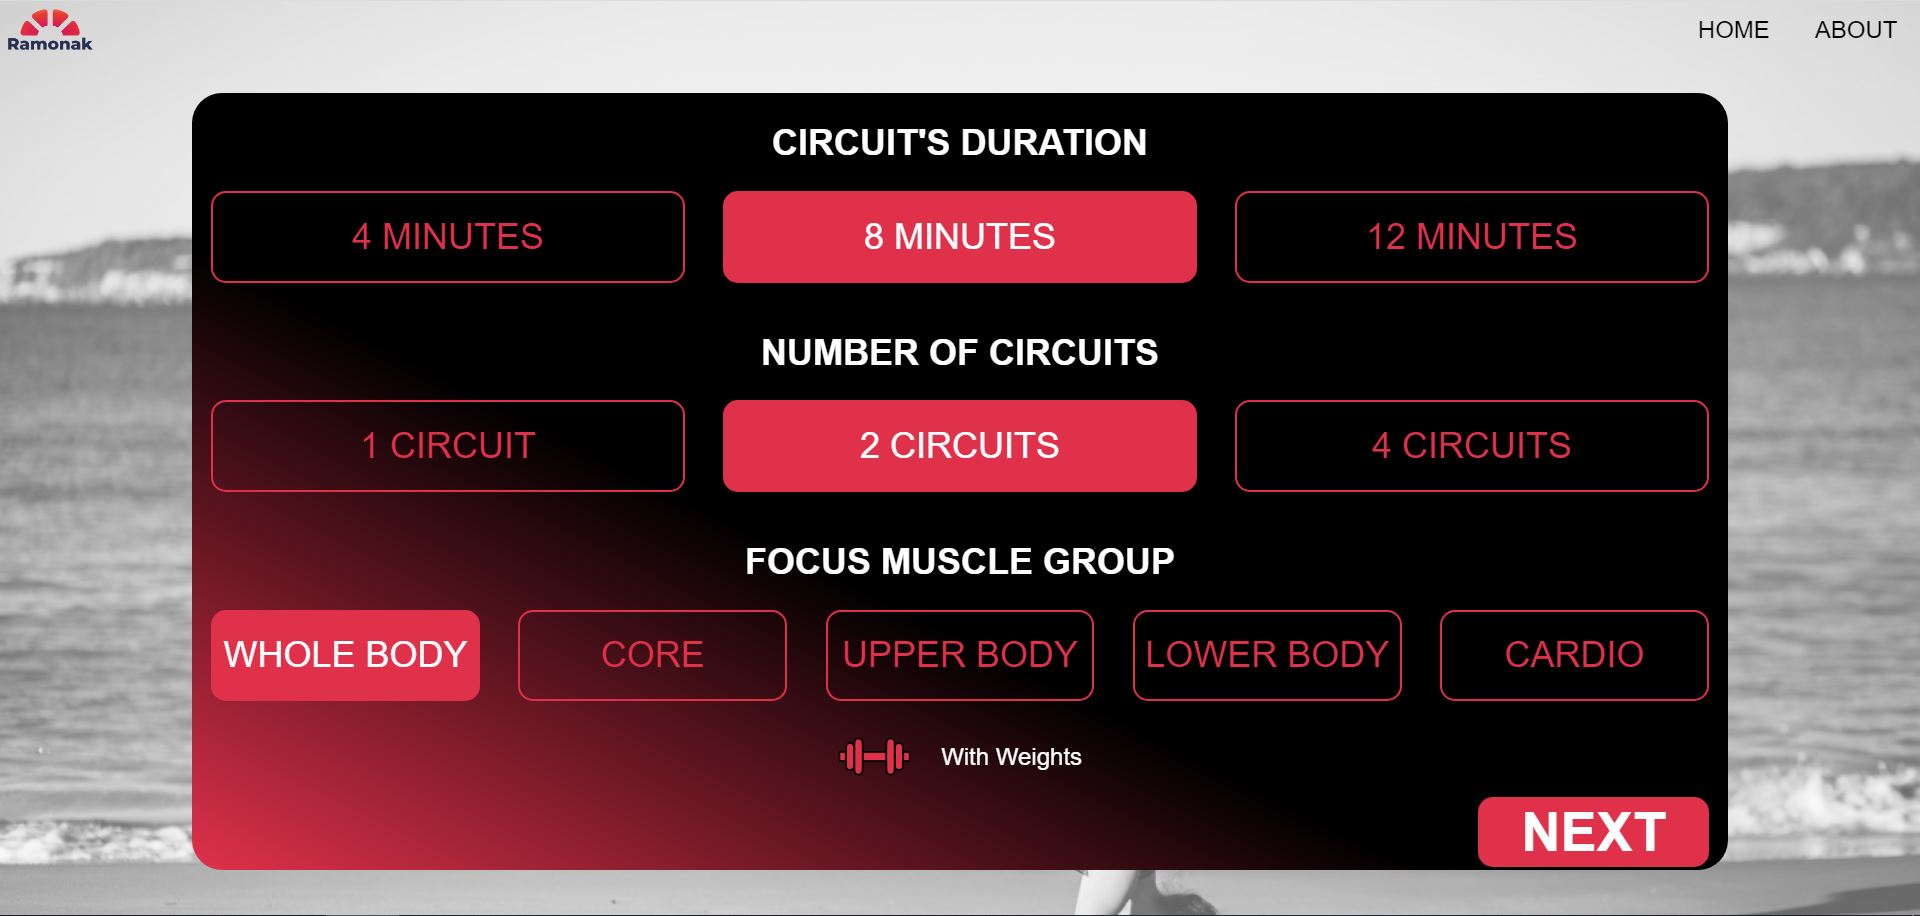 Ramonak
HOME ABOUT
CIRCUIT'S DURATION
4 MINUTES 8 MINUTES 12 MINUTES
NUMBER OF CIRCUITS
1 CIRCUIT 2 CIRCUITS 4 CIRCUITS
FOCUS MUSCLE GROUP
WHOLE BODY CORE UPPER BODY LOWER BODY CARDIO
With Weights
NEXT